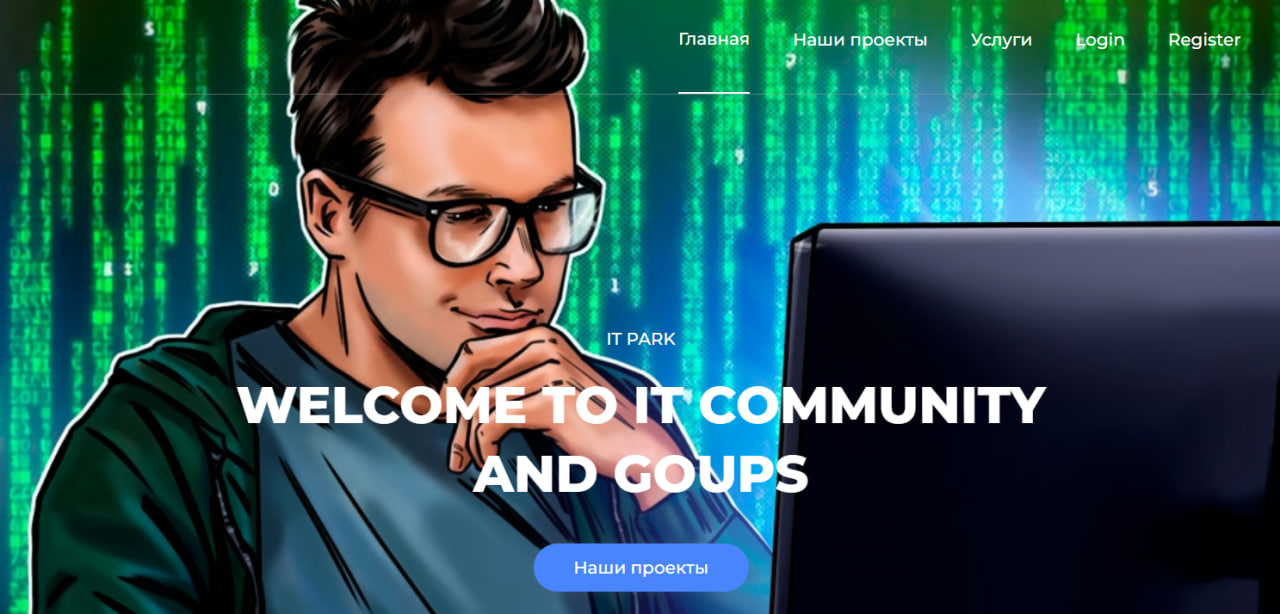 Главная Наши проекты Услуги Login Register
IT PARK
WELCOME TO IT COMMUNITY
AND GOUPS
Наши проекты